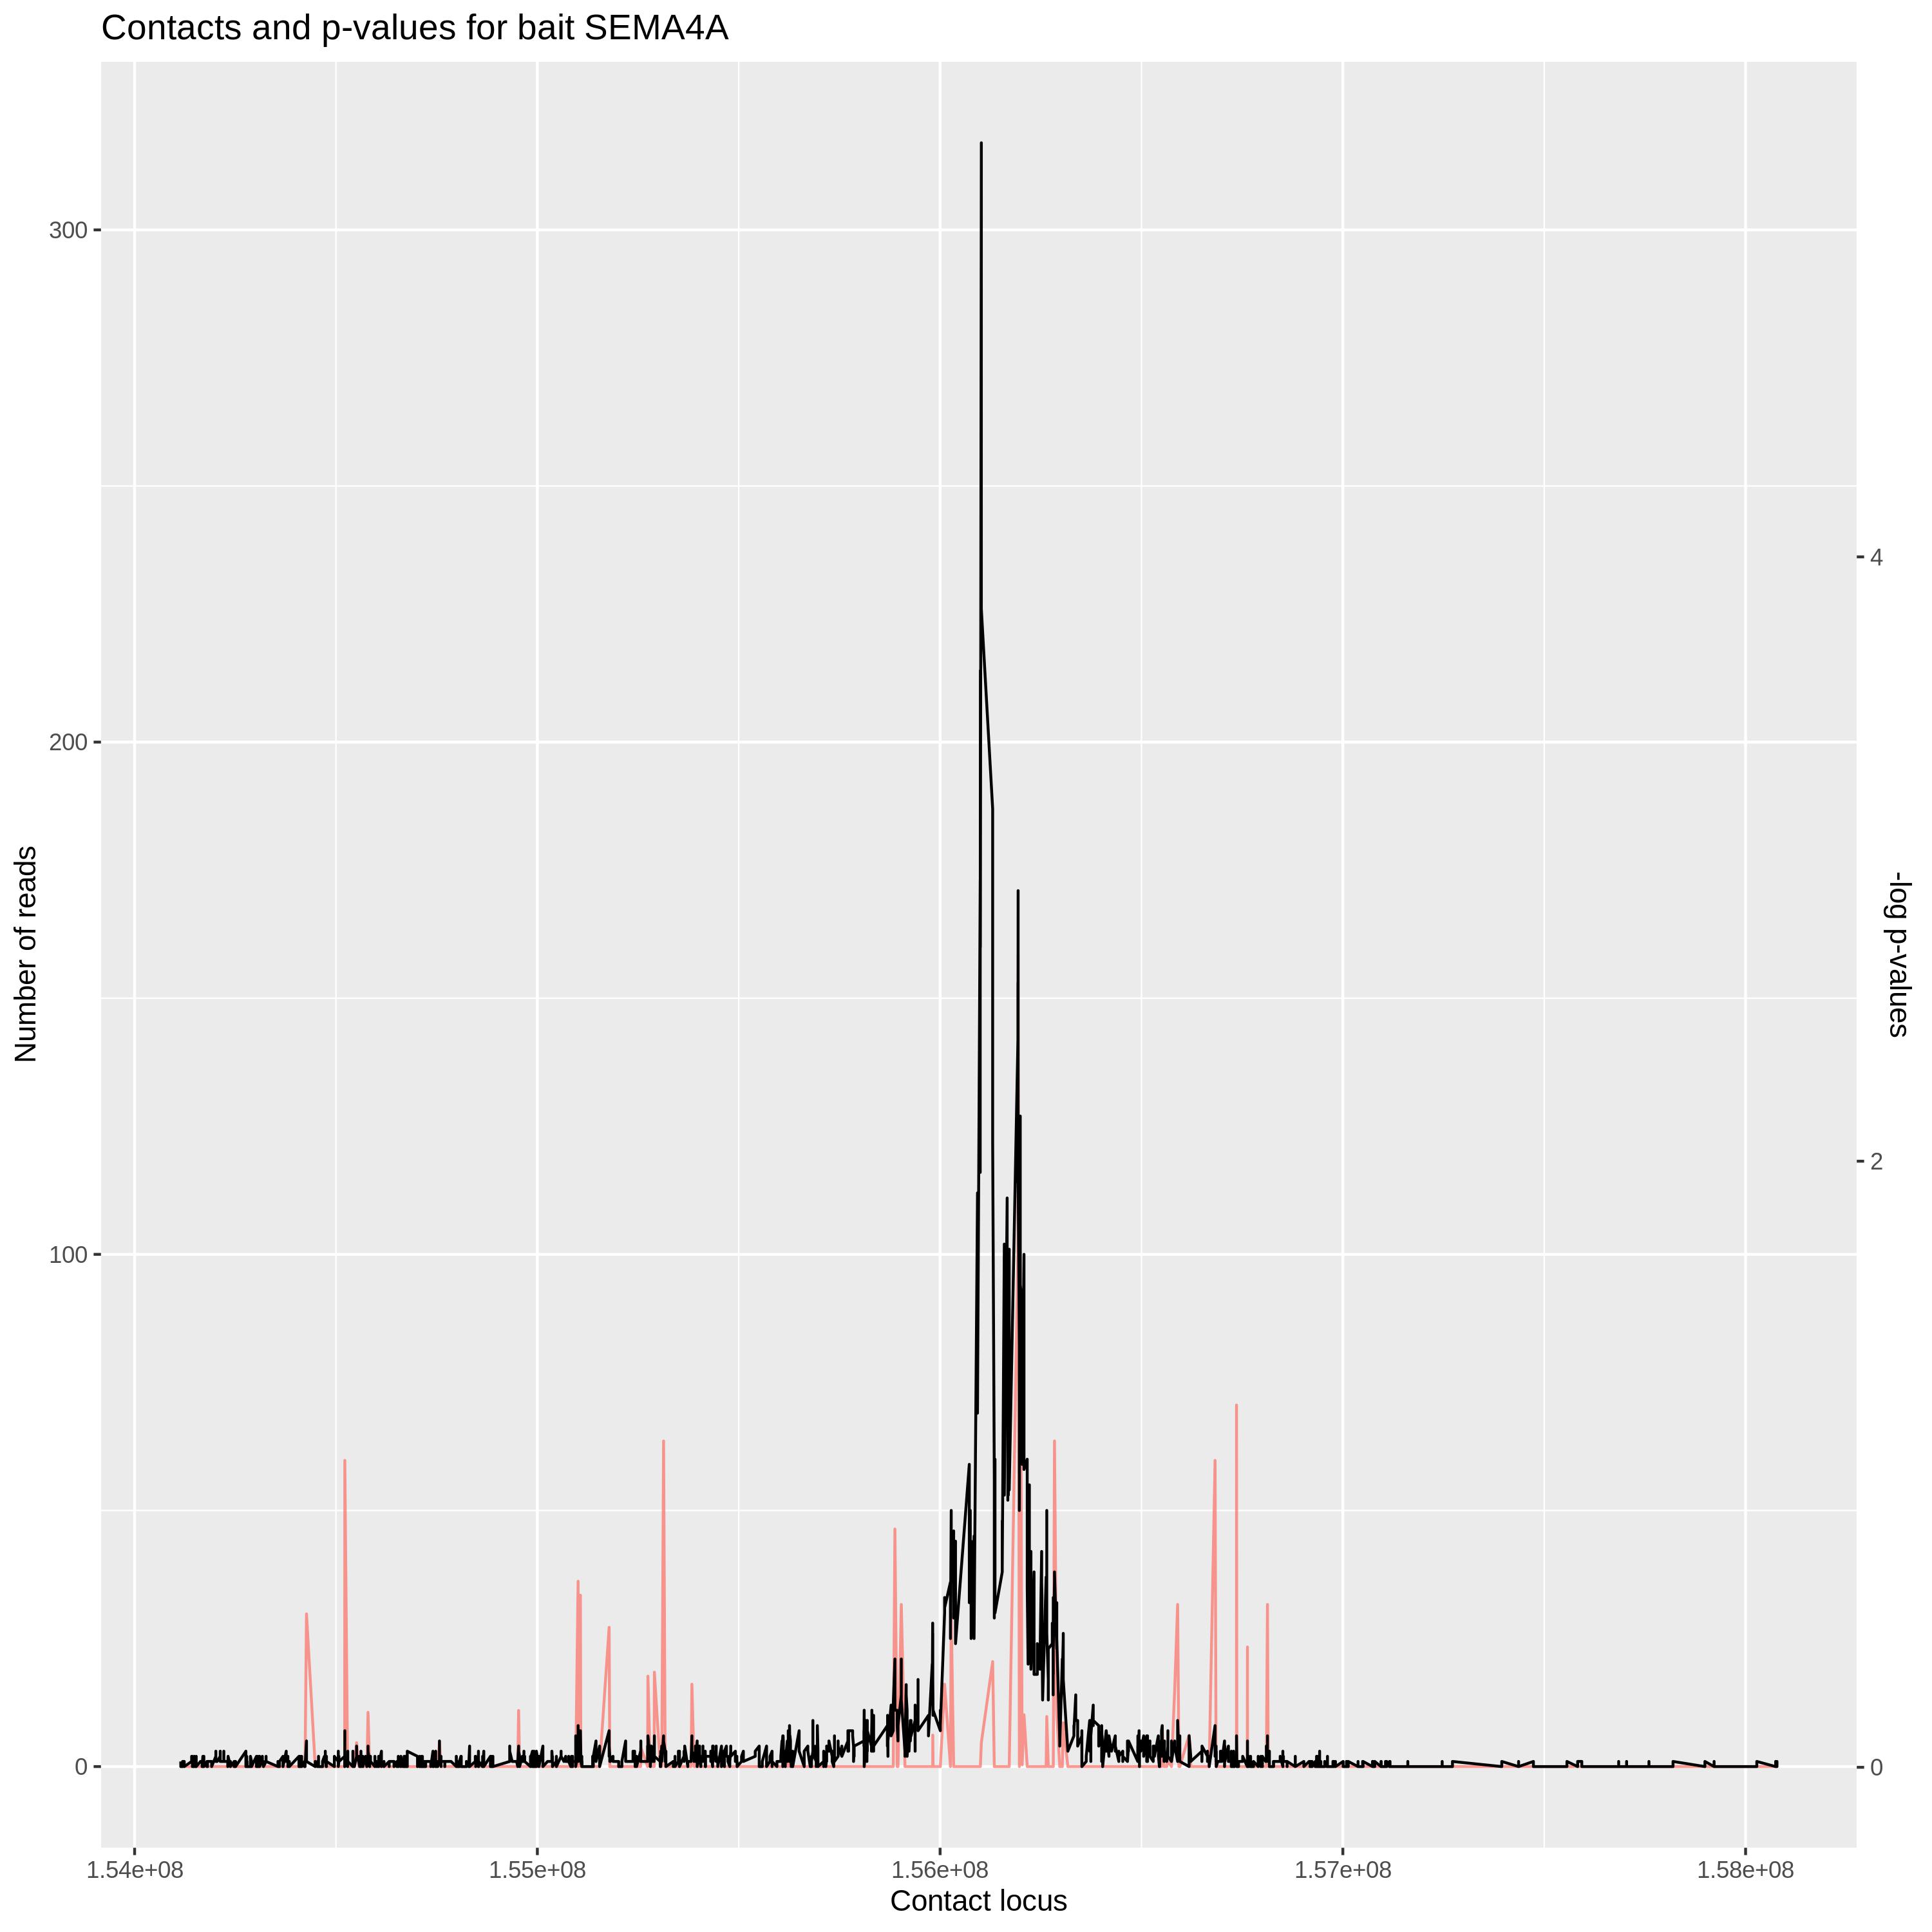 Contacts and p-values for bait SEMA4A
300
200
100
0
Number of reads
4
2
0
-log p-values
1.54e+08 1.55e+08 1.56e+08 1.57e+08 1.58e+08
Contact locus